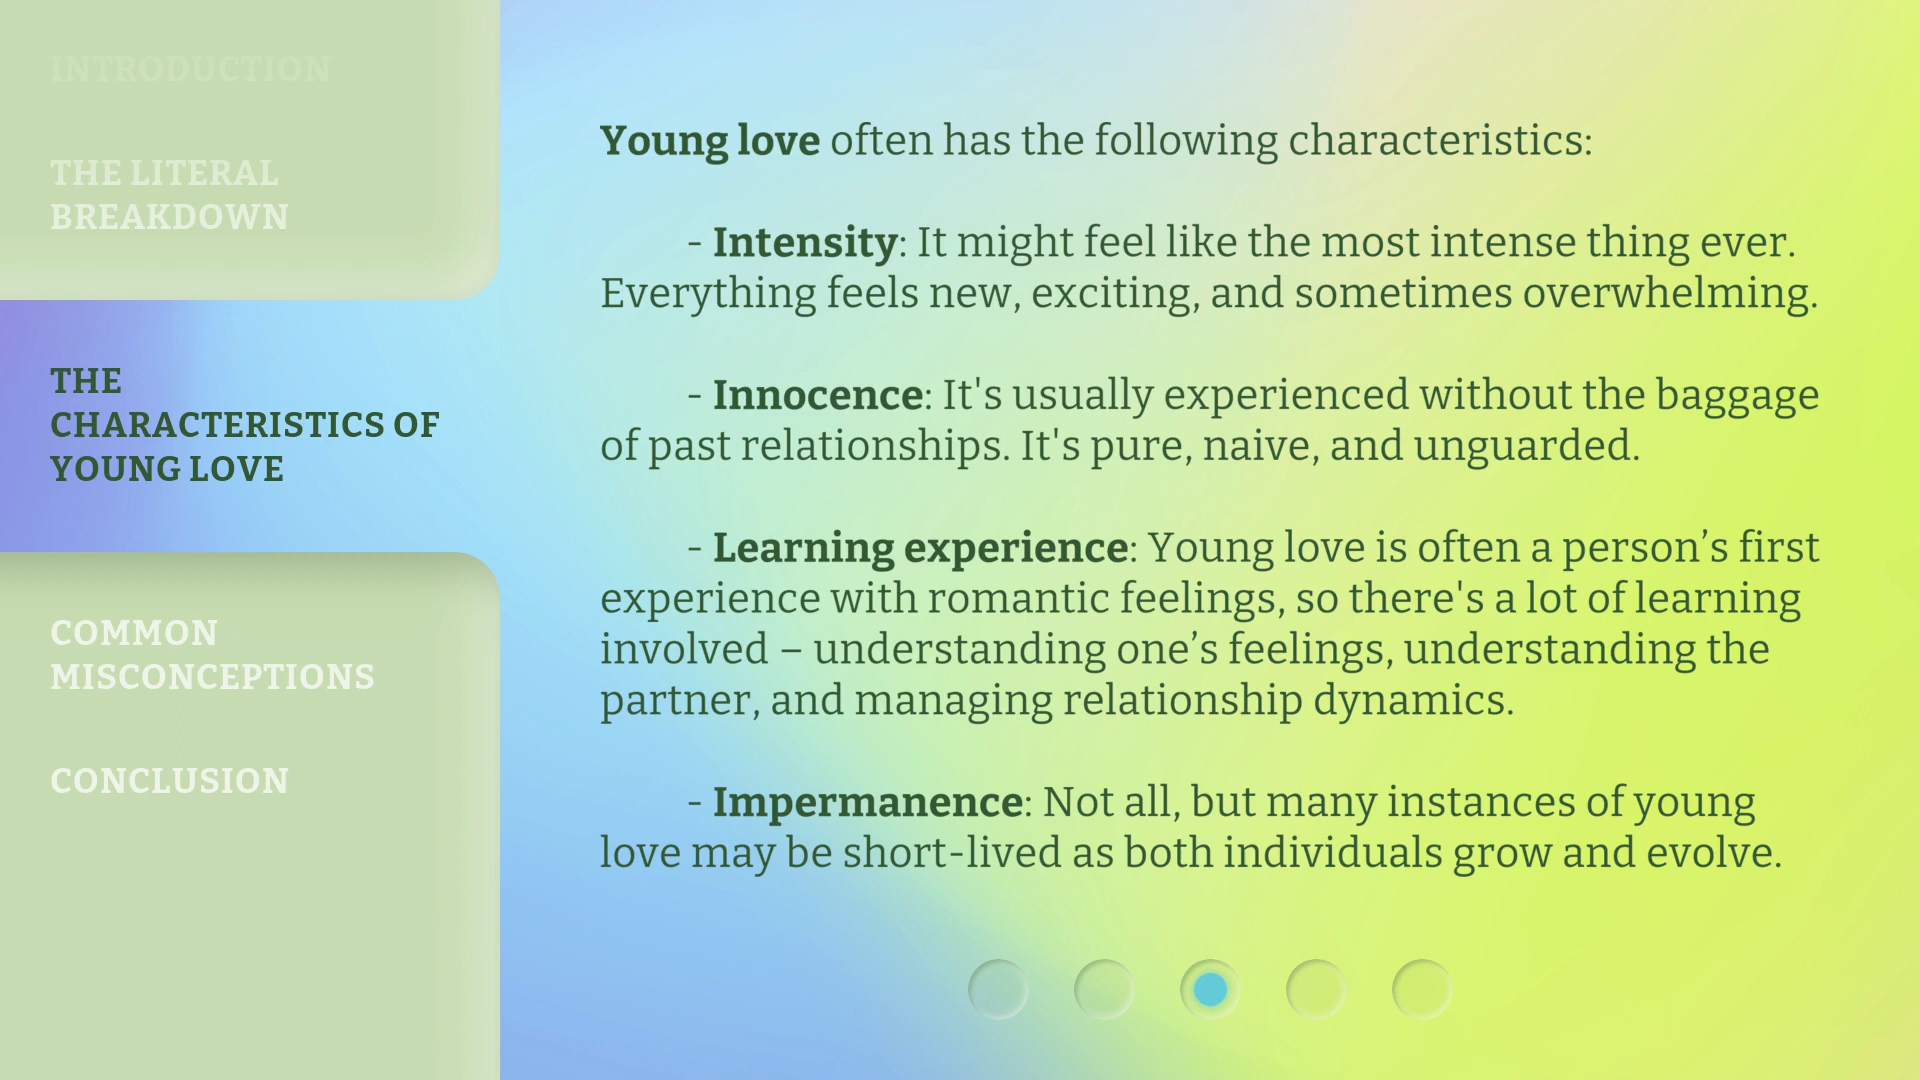 INTRODUCTION
THE LITERAL
BREAKDOWN
THE
CHARACTERISTICS OF
YOUNG LOVE
COMMON
MISCONCEPTIONS
CONCLUSION
Young love often has the following characteristics:
- Intensity: It might feel like the most intense thing ever.
Everything feels new, exciting, and sometimes overwhelming.
- Innocence: It's usually experienced without the baggage
of past relationships. It's pure, naive, and unguarded.
- Learning experience: Young love is often a person’s first
experience with romantic feelings, so there's a lot of learning
involved – understanding one’s feelings, understanding the
partner, and managing relationship dynamics.
- Impermanence: Not all, but many instances of young
love may be short-lived as both individuals grow and evolve.